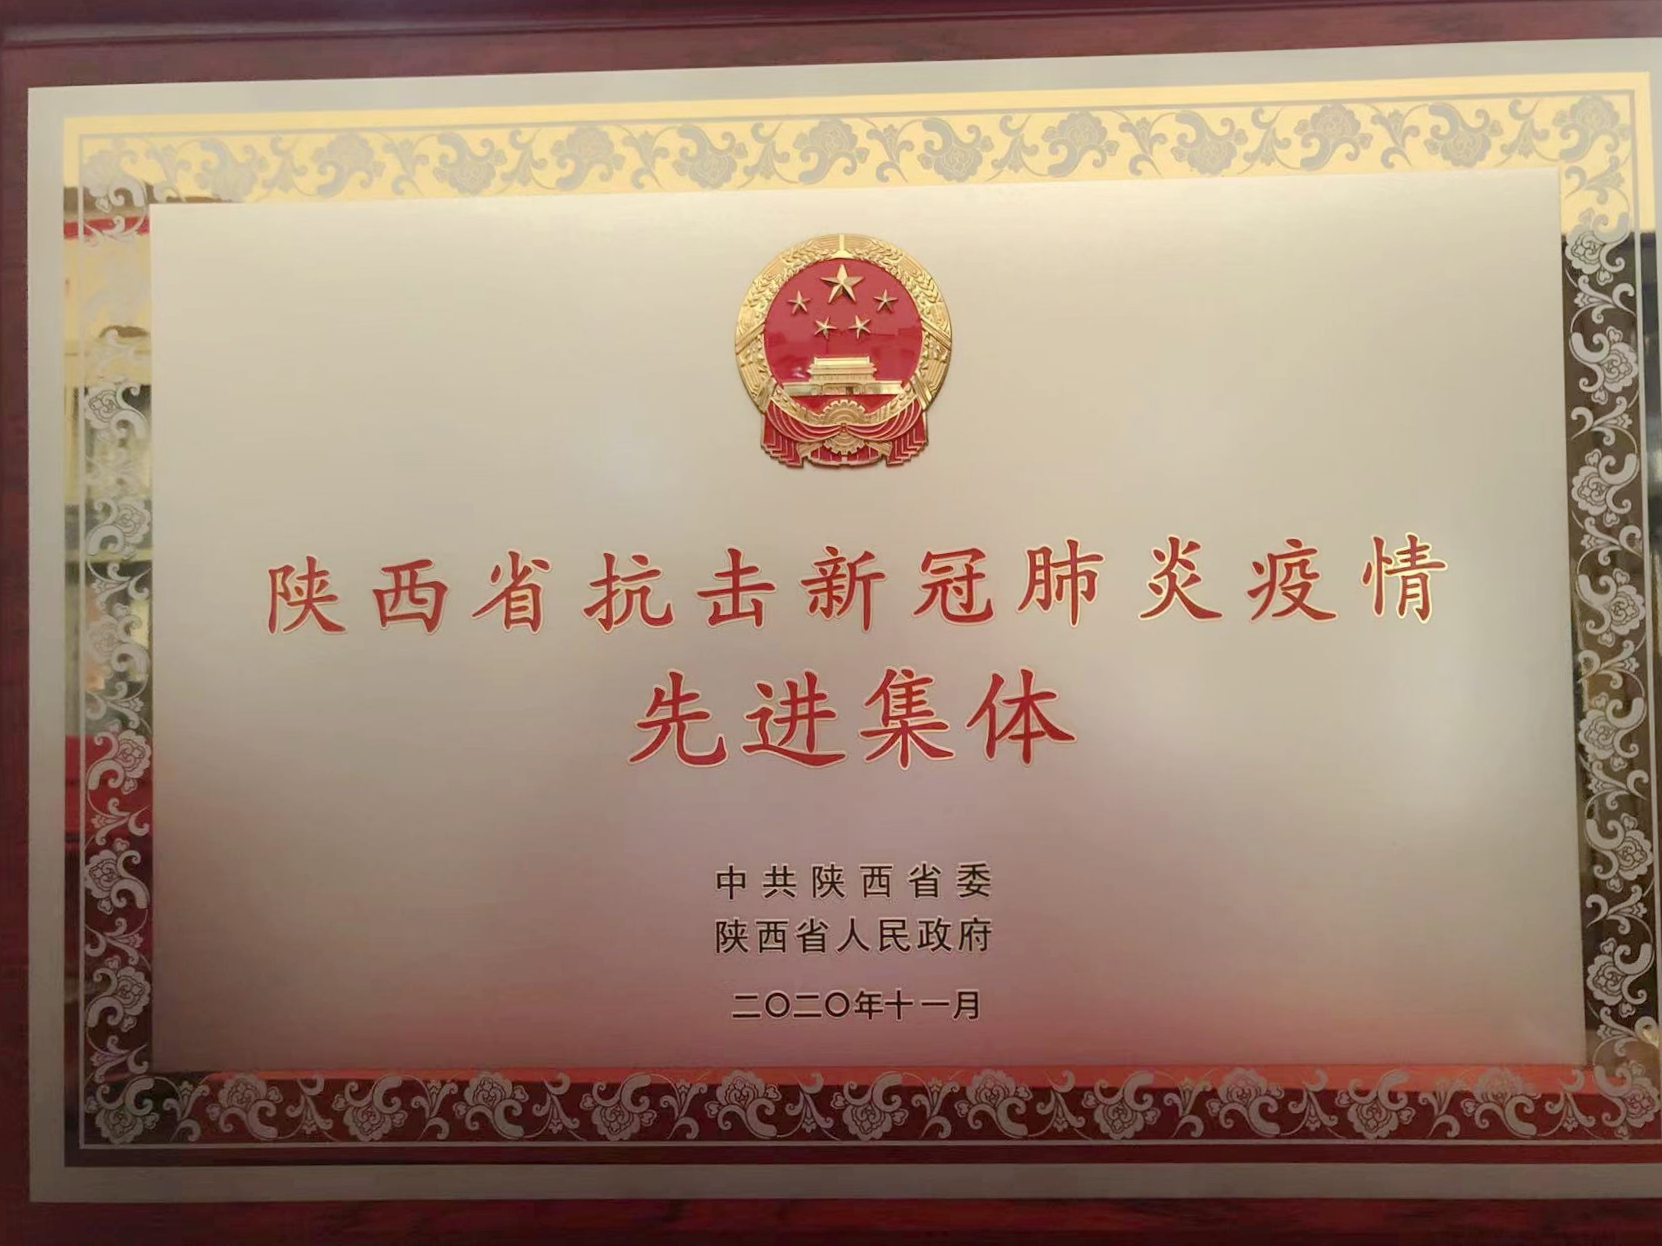 陕西省抗击新冠肺炎疫情
先进集体
中共陕西省委
陕西省人民政府
二〇二〇年十一月